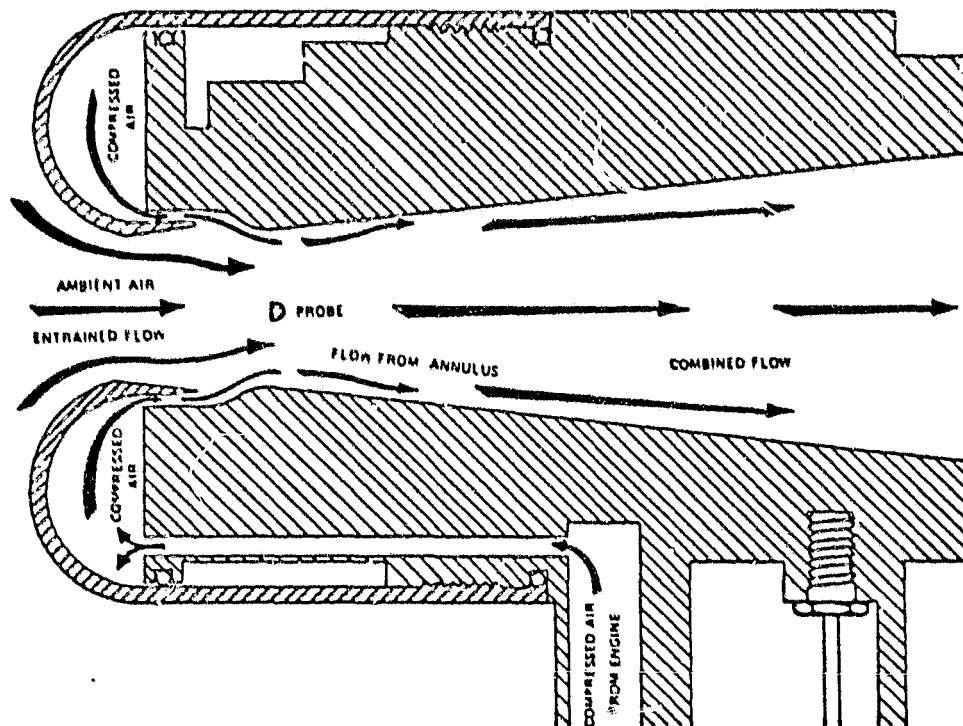 COMPRESSED
AIR
AMBIENT AIR
PROBE
ENTRAINED FLOW
FLOW FROM ANNULUS
COMBINED FLOW
COMPRESSED
AIR
COMPRESSED AIR
FROM ENGINE